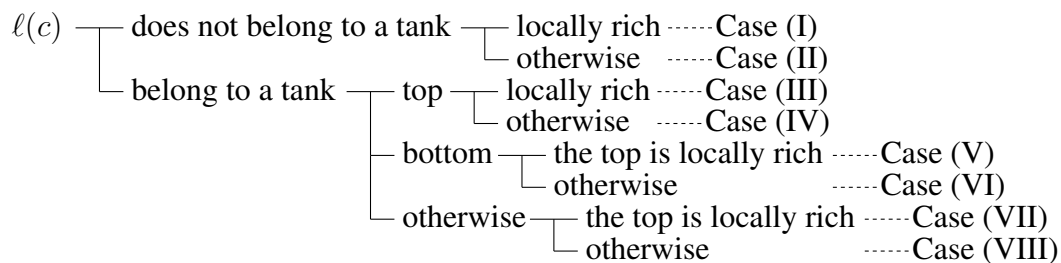 ℓ(c) does not belong to a tank locally rich Case (I)
otherwise Case (II)
belong to a tank top locally rich Case (III)
otherwise Case (IV)
bottom the top is locally rich Case (V)
otherwise Case (VI)
otherwise the top is locally rich Case (VII)
otherwise Case (VIII)